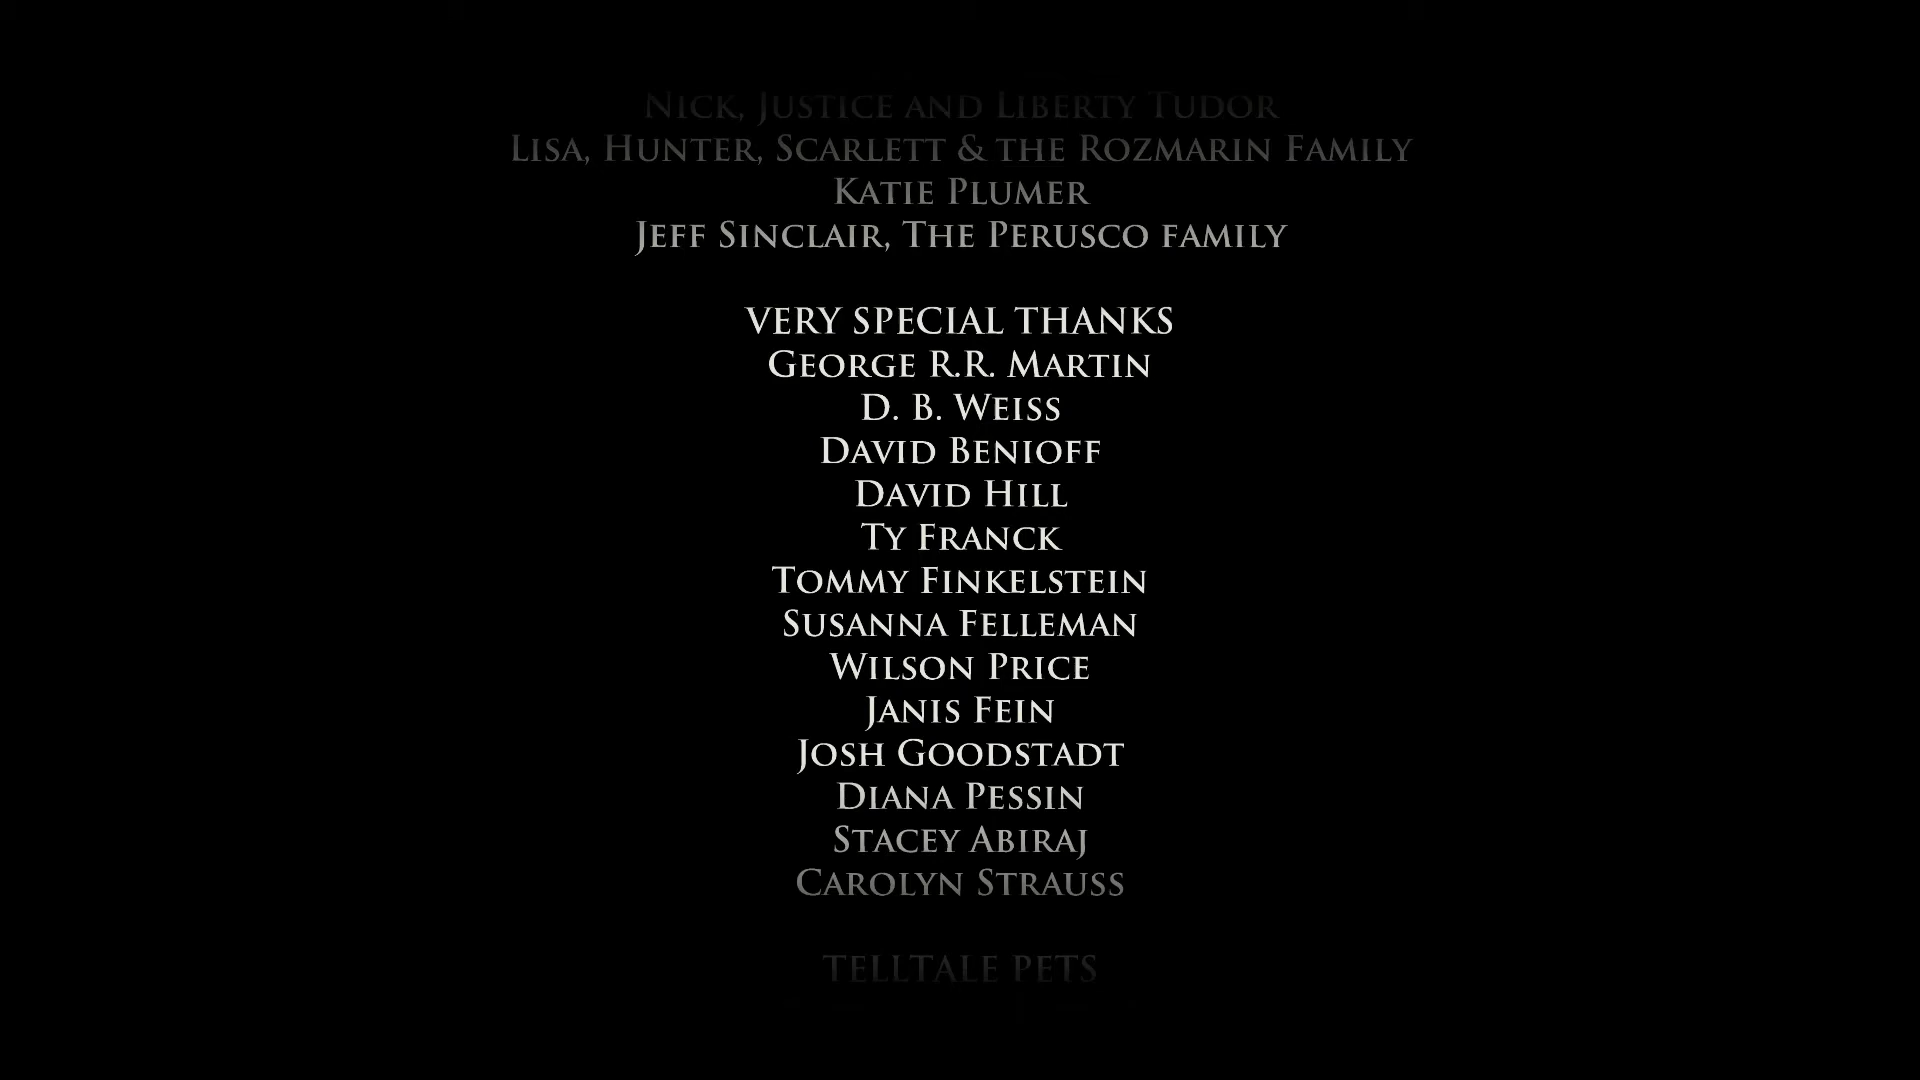 Nick, Justice and Liberty Tudor
Lisa, Hunter, Scarlett & the Rozmarin Family
Katie Plumer
Jeff Sinclair, The Perusco family
VERY SPECIAL THANKS
George R.R. Martin
D. B. Weiss
David Benioff
David Hill
Ty Franck
Tommy Finkelstein
Susanna Felleman
Wilson Price
Janis Fein
Josh Goodstadt
Diana Pessin
Stacey Abiraj
Carolyn Strauss
TELLTALE PETS